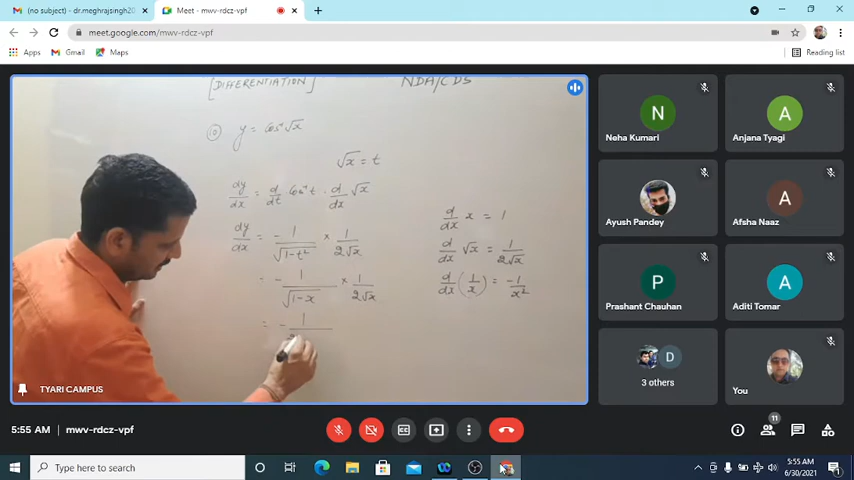 (no subject) - dr.meghrajsingh20
Meet - mwv-rdcz-vpf
meet.google.com/mwv-rdcz-vpf
Apps
Gmail
Maps
Reading list
[DIFFERENTIATION]
NDA/CDS
⑩ y = cos⁻¹√x
√x = t
dy/dx = d/dt cos⁻¹t · d/dx √x
dy/dx = - 1/√(1-t²) × 1/(2√x)
= - 1/√(1-x) × 1/(2√x)
= - 1
d/dx x = 1
d/dx √x = 1/(2√x)
d/dx (1/x) = -1/x²
TYARI CAMPUS
N
Neha Kumari
A
Anjana Tyagi
Ayush Pandey
A
Afsha Naaz
P
Prashant Chauhan
A
Aditi Tomar
D
3 others
You
5:55 AM
mwv-rdcz-vpf
11
Type here to search
5:55 AM
6/30/2021
1